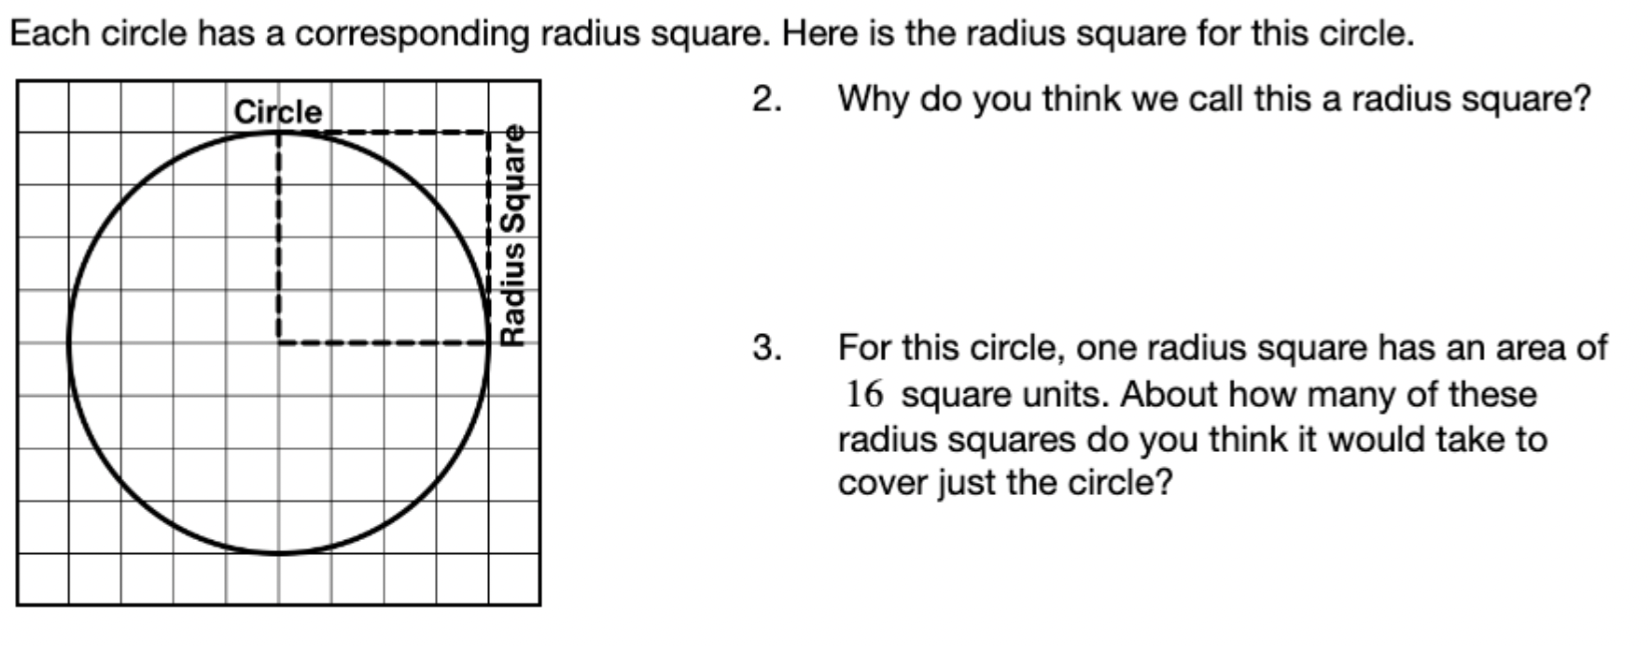 Each circle has a corresponding radius square. Here is the radius square for this circle.
Circle
Radius Square
2. Why do you think we call this a radius square?
3. For this circle, one radius square has an area of
16 square units. About how many of these
radius squares do you think it would take to
cover just the circle?